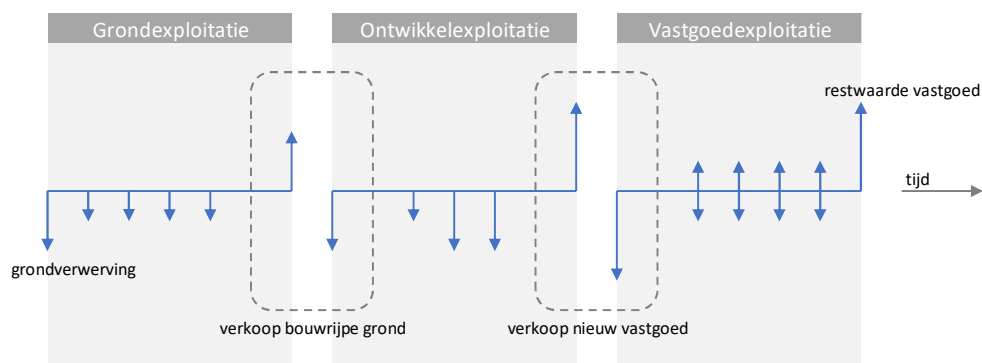 Grondexploitatie
Ontwikkelexploitatie
Vastgoedexploitatie
restwaarde vastgoed
tijd
grondverwerving
verkoop bouwrijpe grond
verkoop nieuw vastgoed